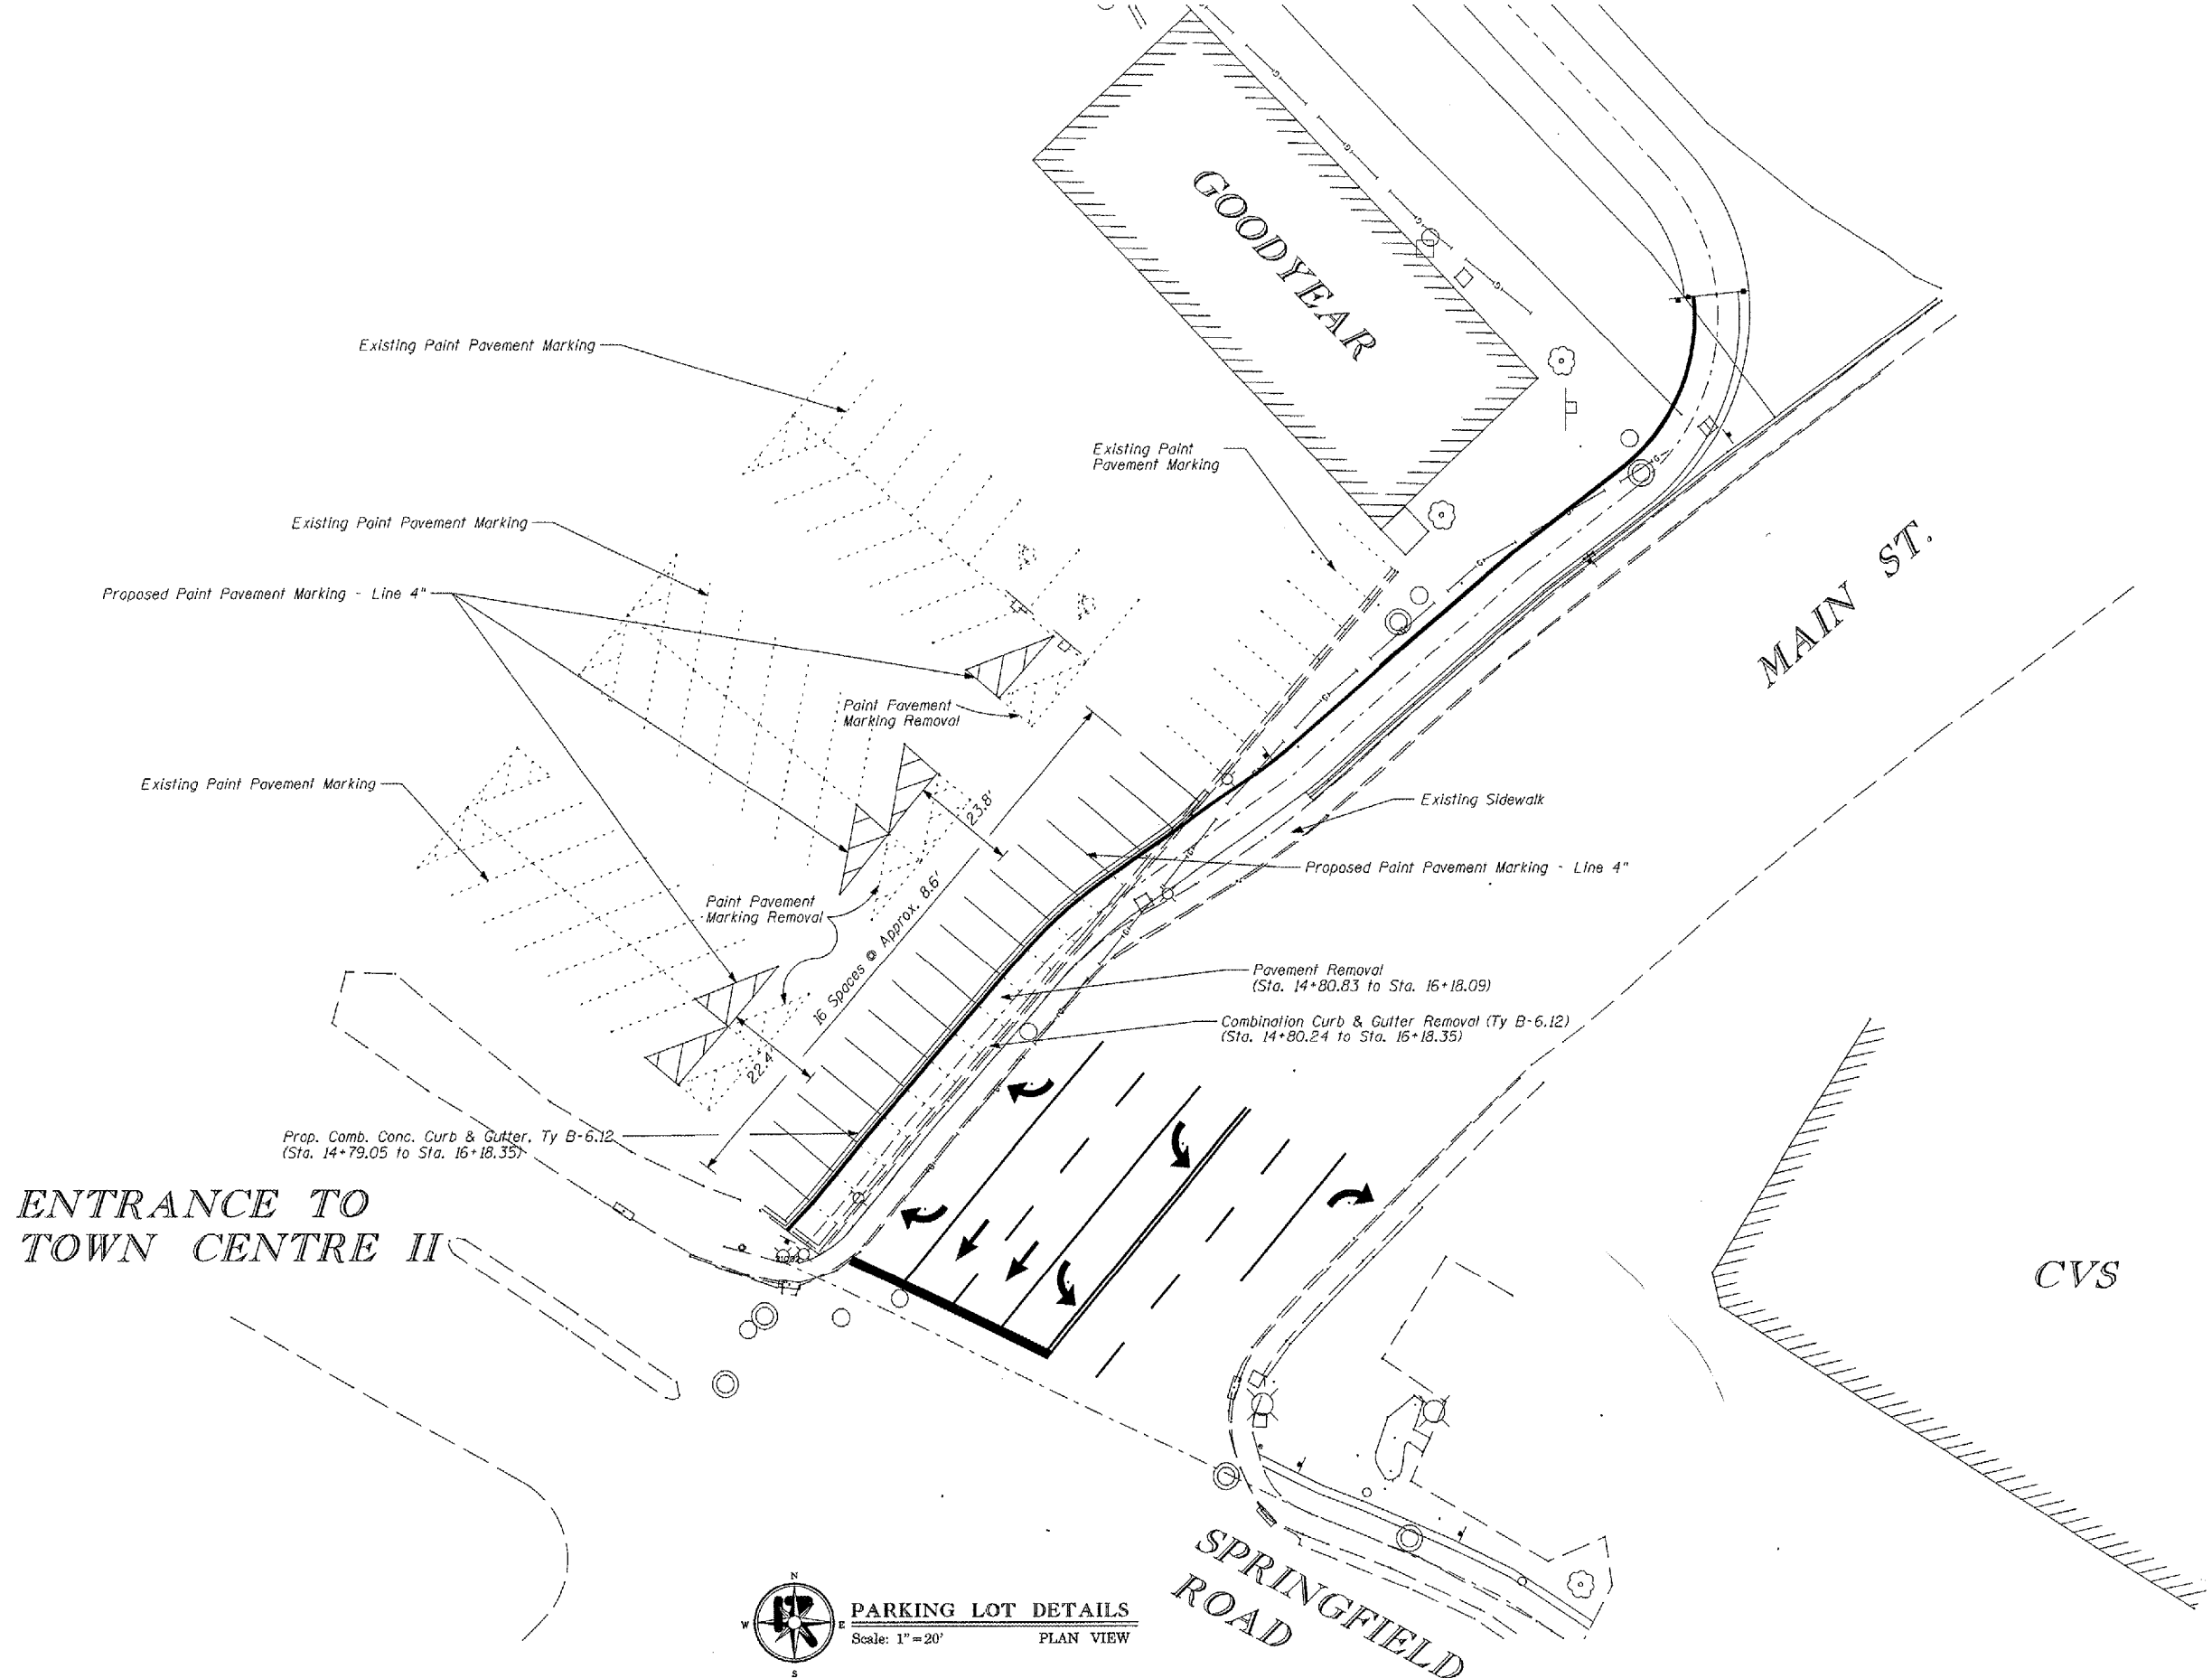 GOODYEAR
Existing Paint Pavement Marking
Existing Paint
Pavement Marking
Existing Paint Pavement Marking
MAIN ST.
Proposed Paint Pavement Marking - Line 4"
Paint Pavement
Marking Removal
Existing Paint Pavement Marking
23.8'
Existing Sidewalk
Proposed Paint Pavement Marking - Line 4"
Paint Pavement
Marking Removal
16 Spaces @ Approx. 8.6'
Pavement Removal
(Sta. 14+80.83 to Sta. 16+18.09)
Combination Curb & Gutter Removal (Ty B-6.12)
(Sta. 14+80.24 to Sta. 16+18.35)
22.4'
Prop. Comb. Conc. Curb & Gutter, Ty B-6.12
(Sta. 14+79.05 to Sta. 16+18.35)
ENTRANCE TO
TOWN CENTRE II
CVS
SPRINGFIELD
ROAD
N
W
E
S
PARKING LOT DETAILS
Scale: 1"=20'
PLAN VIEW